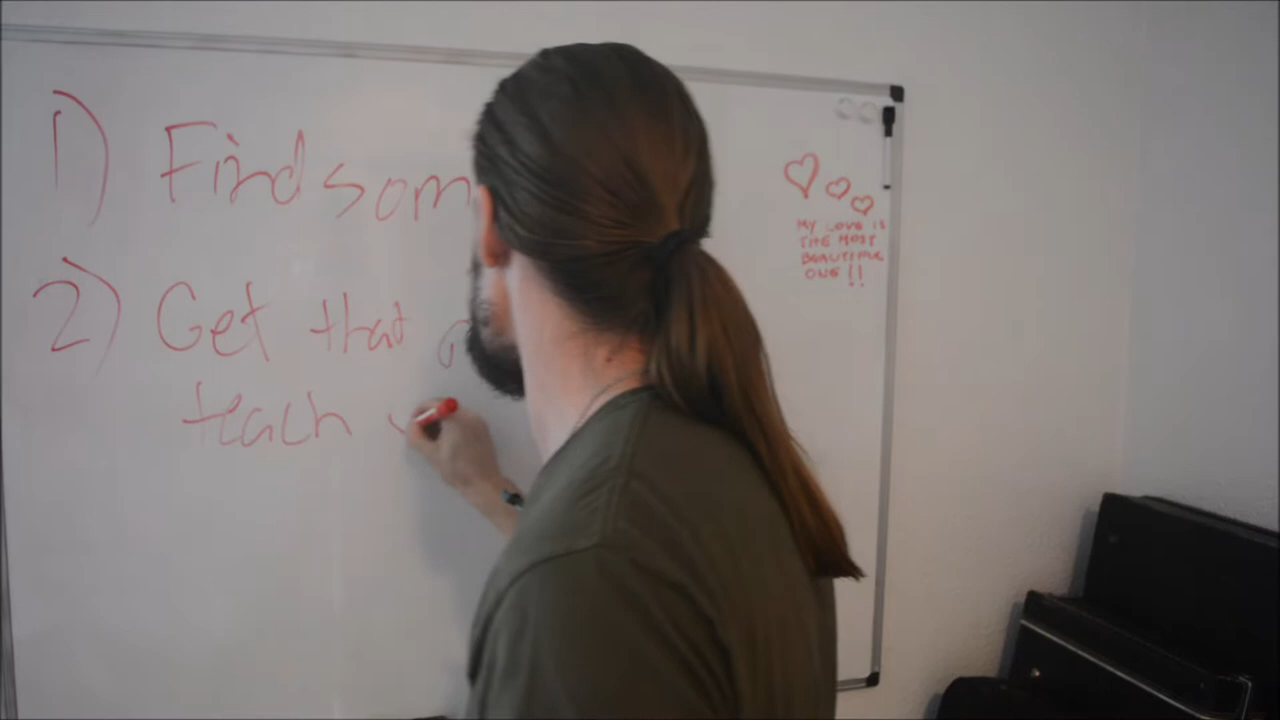 1) Find som
2) Get that
teach
MY LOVE IS
THE MOST
BEAUTIFUL
ONE!!